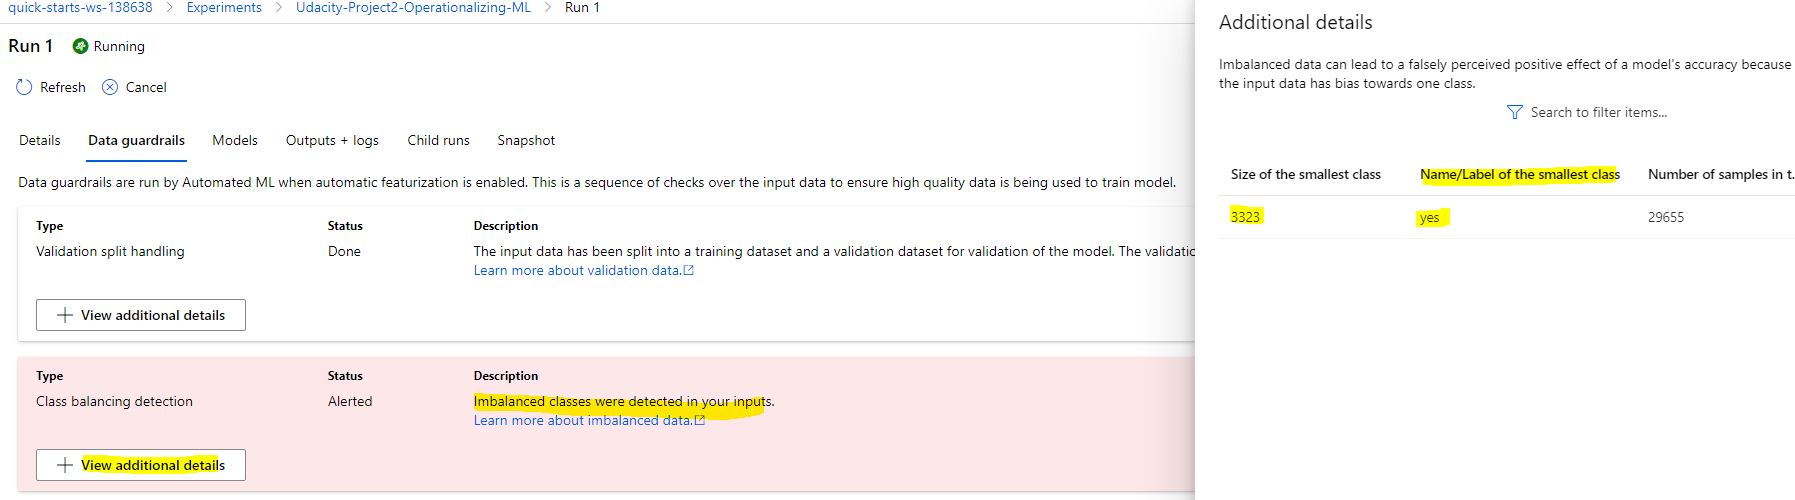 quick-starts-ws-138638 > Experiments > Udacity-Project2-Operationalizing-ML > Run 1
Run 1 Running
Refresh Cancel
Details Data guardrails Models Outputs + logs Child runs Snapshot
Data guardrails are run by Automated ML when automatic featurization is enabled. This is a sequence of checks over the input data to ensure high quality data is being used to train model.
Type Status Description
Validation split handling Done The input data has been split into a training dataset and a validation dataset for validation of the model. The validatio
Learn more about validation data.
+ View additional details
Type Status Description
Class balancing detection Alerted Imbalanced classes were detected in your inputs.
Learn more about imbalanced data.
+ View additional details
Additional details
Imbalanced data can lead to a falsely perceived positive effect of a model's accuracy because
the input data has bias towards one class.
Search to filter items...
Size of the smallest class Name/Label of the smallest class Number of samples in t.
3323 yes 29655